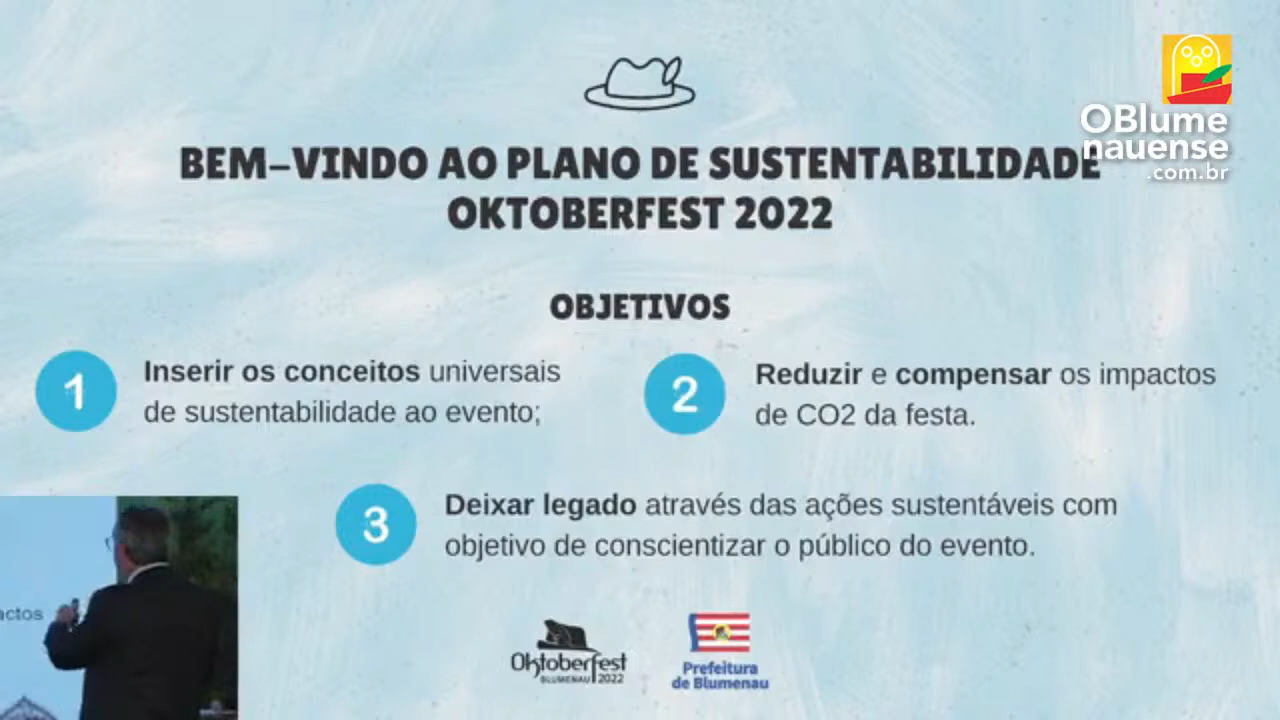 OBlume
nauense
.com.br
BEM-VINDO AO PLANO DE SUSTENTABILIDADE
OKTOBERFEST 2022
OBJETIVOS
1
Inserir os conceitos universais
de sustentabilidade ao evento;
2
Reduzir e compensar os impactos
de CO2 da festa.
3
Deixar legado através das ações sustentáveis com
objetivo de conscientizar o público do evento.
actos
Oktoberfest
BLUMENAU 2022
Prefeitura
de Blumenau